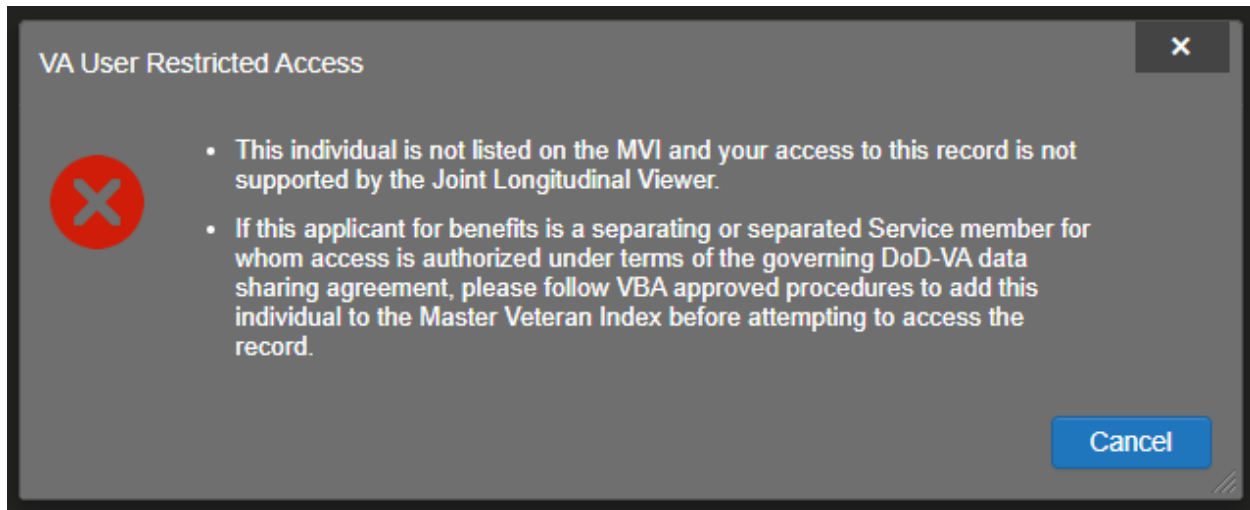 VA User Restricted Access
×
• This individual is not listed on the MVI and your access to this record is not
supported by the Joint Longitudinal Viewer.
• If this applicant for benefits is a separating or separated Service member for
whom access is authorized under terms of the governing DoD-VA data
sharing agreement, please follow VBA approved procedures to add this
individual to the Master Veteran Index before attempting to access the
record.
Cancel